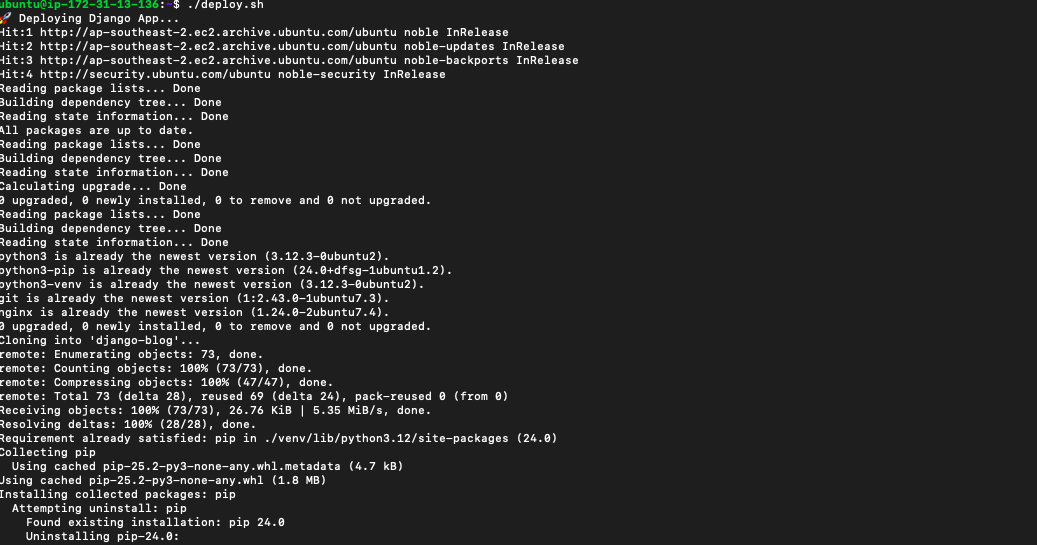 ubuntu@ip-172-31-13-136:~$ ./deploy.sh
🚀 Deploying Django App...
Hit:1 http://ap-southeast-2.ec2.archive.ubuntu.com/ubuntu noble InRelease
Hit:2 http://ap-southeast-2.ec2.archive.ubuntu.com/ubuntu noble-updates InRelease
Hit:3 http://ap-southeast-2.ec2.archive.ubuntu.com/ubuntu noble-backports InRelease
Hit:4 http://security.ubuntu.com/ubuntu noble-security InRelease
Reading package lists... Done
Building dependency tree... Done
Reading state information... Done
All packages are up to date.
Reading package lists... Done
Building dependency tree... Done
Reading state information... Done
Calculating upgrade... Done
0 upgraded, 0 newly installed, 0 to remove and 0 not upgraded.
Reading package lists... Done
Building dependency tree... Done
Reading state information... Done
python3 is already the newest version (3.12.3-0ubuntu2).
python3-pip is already the newest version (24.0+dfsg-1ubuntu1.2).
python3-venv is already the newest version (3.12.3-0ubuntu2).
git is already the newest version (1:2.43.0-1ubuntu7.3).
nginx is already the newest version (1.24.0-2ubuntu7.4).
0 upgraded, 0 newly installed, 0 to remove and 0 not upgraded.
Cloning into 'django-blog'...
remote: Enumerating objects: 73, done.
remote: Counting objects: 100% (73/73), done.
remote: Compressing objects: 100% (47/47), done.
remote: Total 73 (delta 28), reused 69 (delta 24), pack-reused 0 (from 0)
Receiving objects: 100% (73/73), 26.76 KiB | 5.35 MiB/s, done.
Resolving deltas: 100% (28/28), done.
Requirement already satisfied: pip in ./venv/lib/python3.12/site-packages (24.0)
Collecting pip
  Using cached pip-25.2-py3-none-any.whl.metadata (4.7 kB)
Using cached pip-25.2-py3-none-any.whl (1.8 MB)
Installing collected packages: pip
  Attempting uninstall: pip
    Found existing installation: pip 24.0
    Uninstalling pip-24.0: